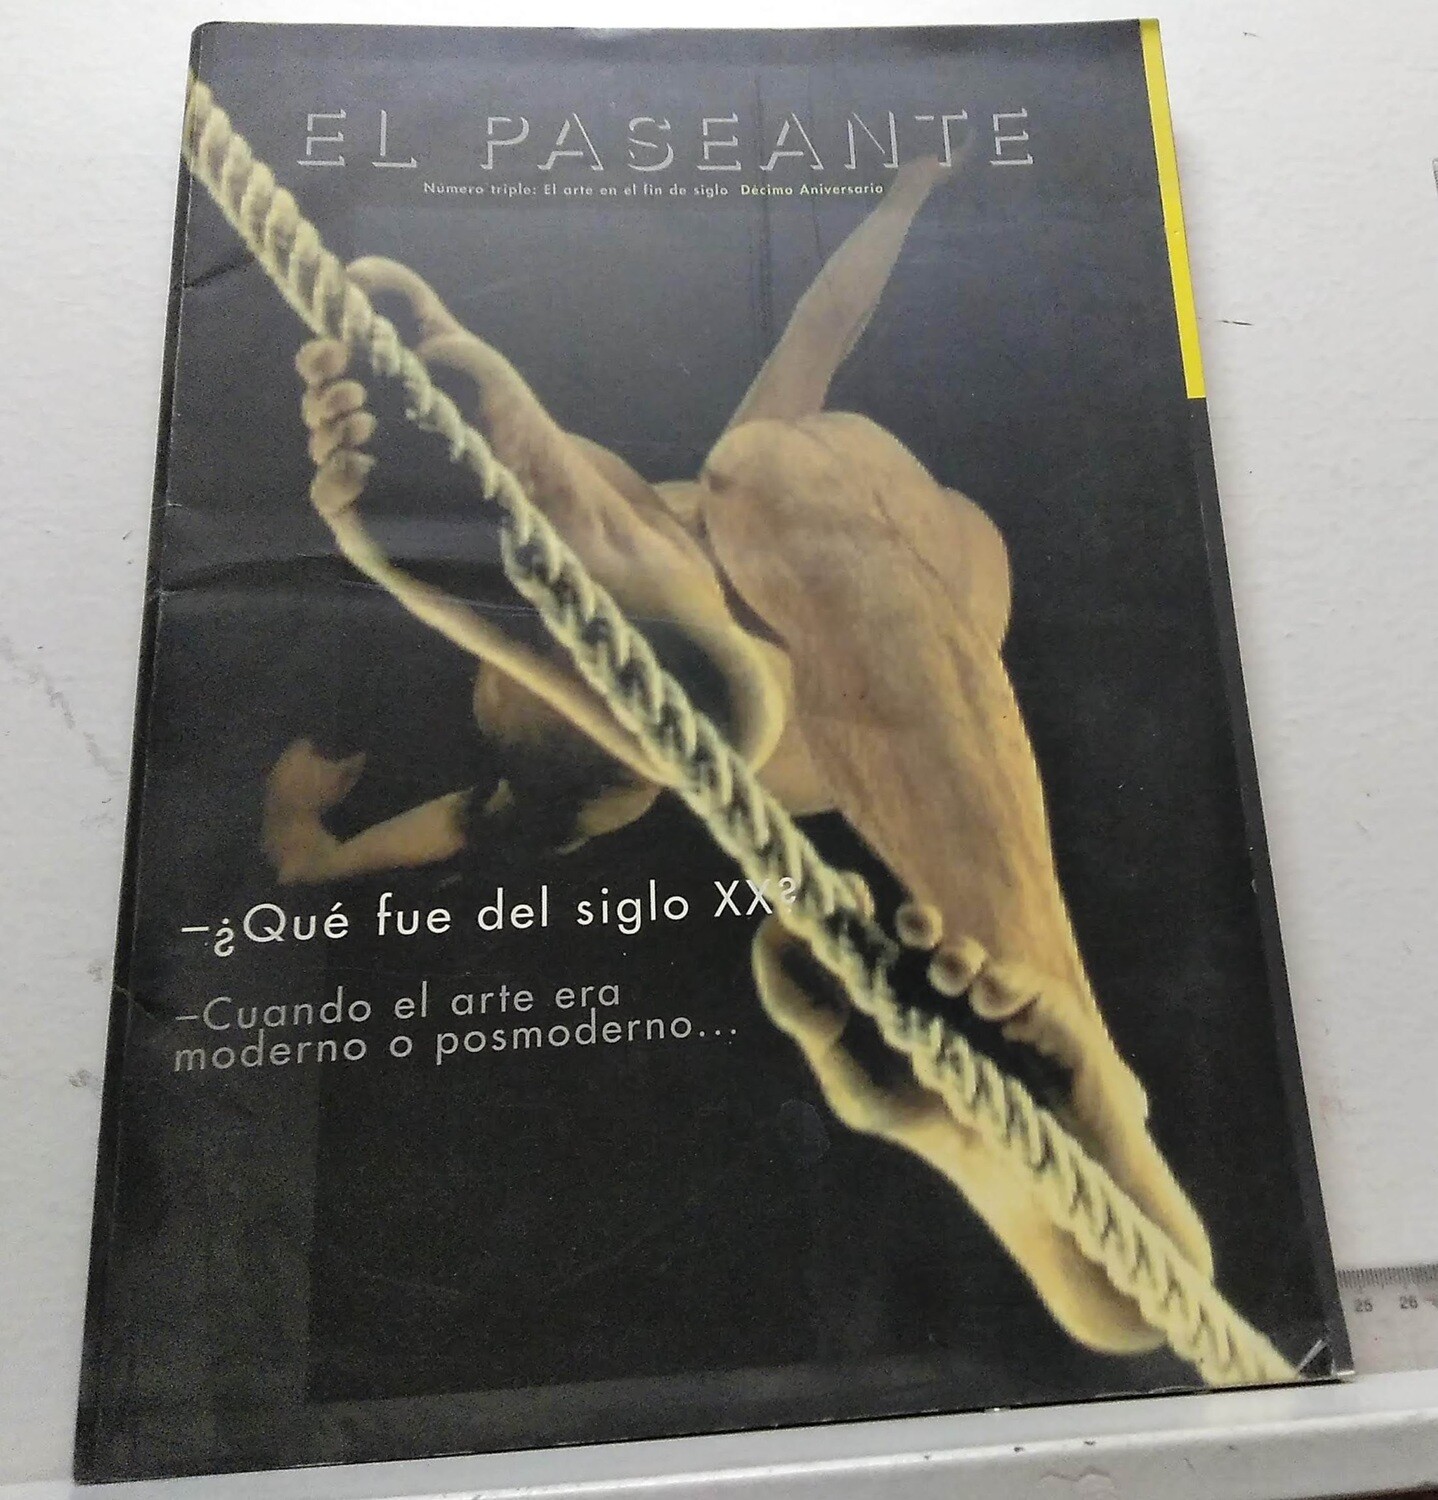 EL PASEANTE
Número triple: El arte en el fin de siglo Décimo Aniversario
–¿Qué fue del siglo XX?
–Cuando el arte era
moderno o posmoderno...
25 26